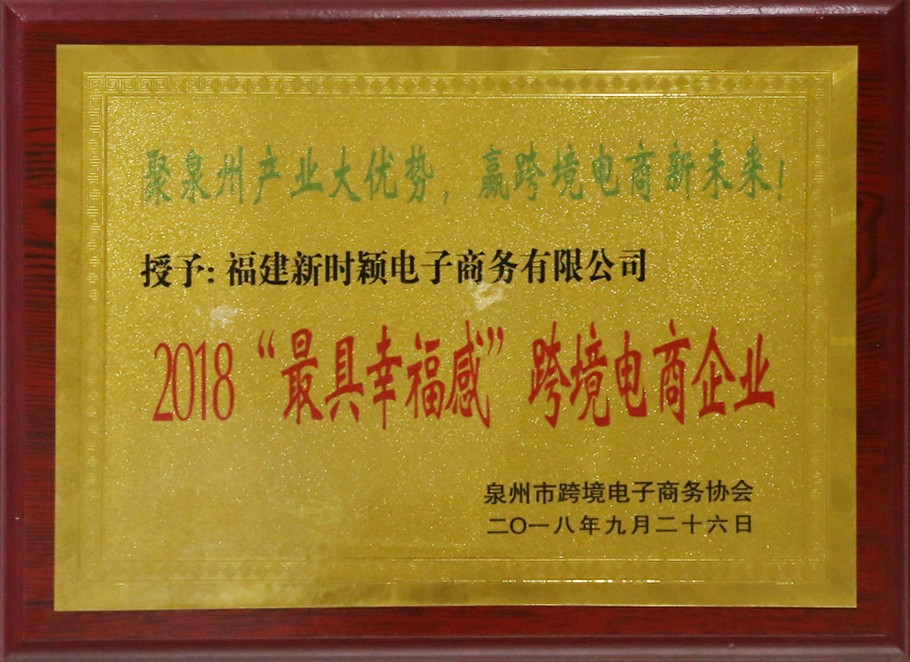 聚泉州产业大优势，赢跨境电商新未来！
授予：福建新时颖电子商务有限公司
2018“最具幸福感”跨境电商企业
泉州市跨境电子商务协会
二〇一八年九月二十六日